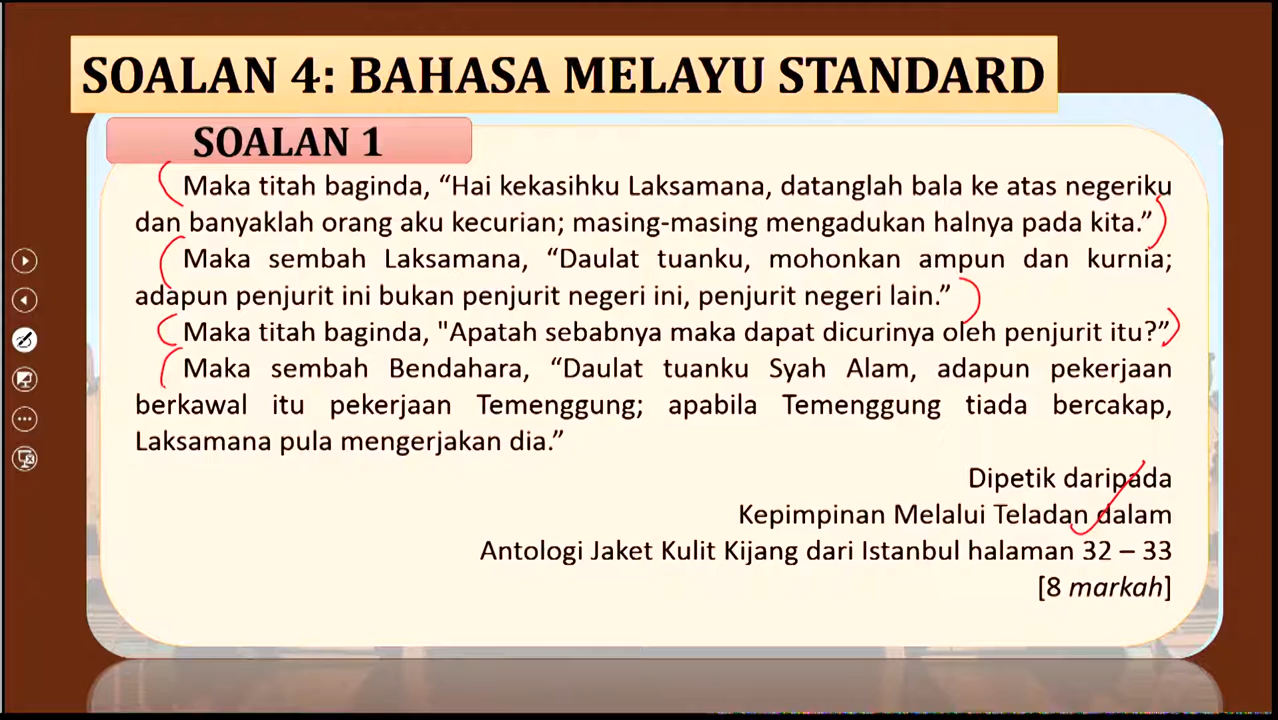 SOALAN 4: BAHASA MELAYU STANDARD
SOALAN 1
Maka titah baginda, “Hai kekasihku Laksamana, datanglah bala ke atas negeriku
dan banyaklah orang aku kecurian; masing-masing mengadukan halnya pada kita.”
Maka sembah Laksamana, “Daulat tuanku, mohonkan ampun dan kurnia;
adapun penjurit ini bukan penjurit negeri ini, penjurit negeri lain.”
Maka titah baginda, "Apatah sebabnya maka dapat dicurinya oleh penjurit itu?”
Maka sembah Bendahara, “Daulat tuanku Syah Alam, adapun pekerjaan
berkawal itu pekerjaan Temenggung; apabila Temenggung tiada bercakap,
Laksamana pula mengerjakan dia.”
Dipetik daripada
Kepimpinan Melalui Teladan dalam
Antologi Jaket Kulit Kijang dari Istanbul halaman 32 – 33
[8 markah]